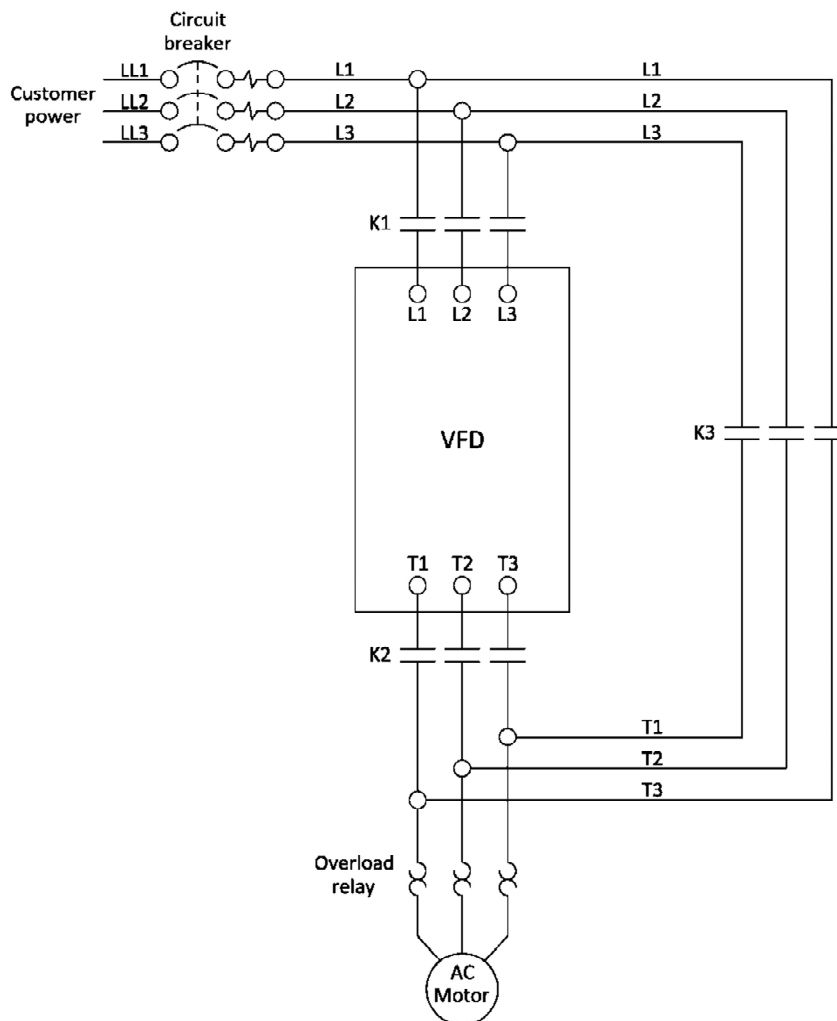 Circuit
breaker
LL1 L1 L1
Customer
power
LL2 L2 L2
LL3 L3 L3
K1
L1 L2 L3
VFD
K3
T1 T2 T3
K2
T1
T2
T3
Overload
relay
AC
Motor